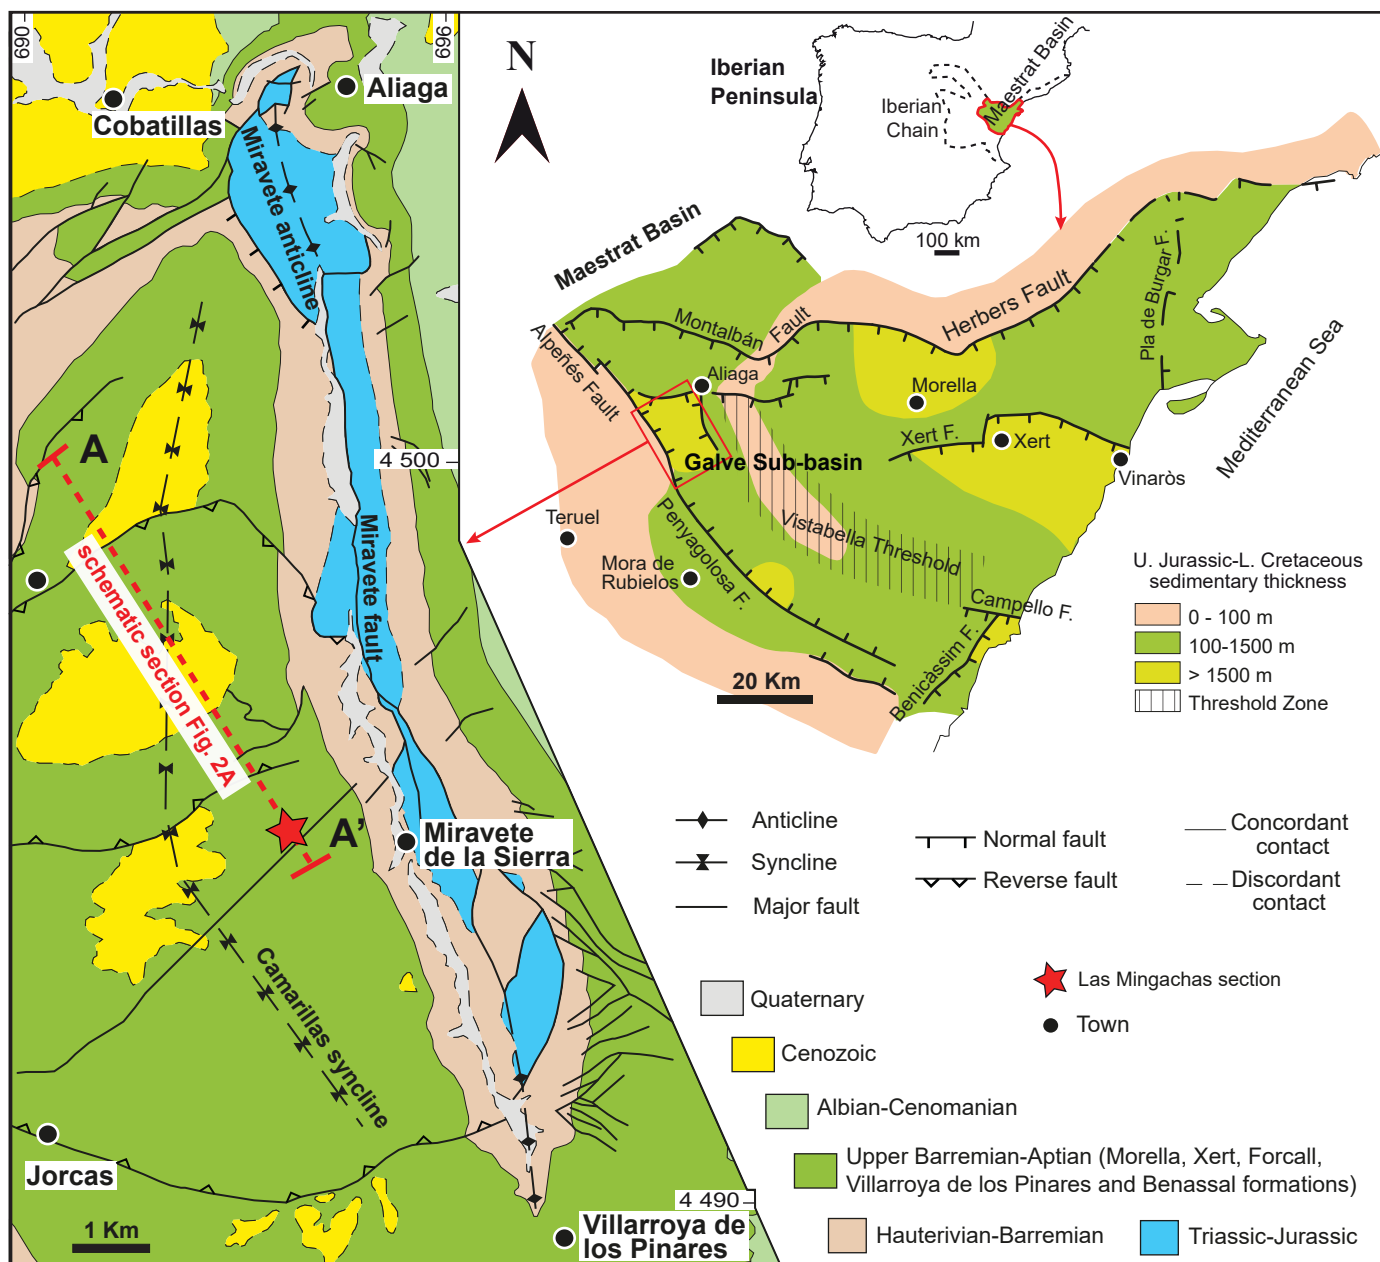 690
696
Aliaga
Cobatillas
Miravete anticline
A
4 500
Miravete fault
schematic section Fig. 2A
A’
Miravete
de la Sierra
Camarillas syncline
Jorcas
1 Km
4 490
Villarroya de
los Pinares
N
Iberian
Peninsula
Iberian
Chain
Maestrat Basin
100 km
Maestrat Basin
Alpeñés Fault
Montalbán
Fault
Herbers Fault
Pla de Burgar F.
Mediterranean Sea
Aliaga
Morella
Xert F.
Xert
Vinaròs
Galve Sub-basin
Teruel
Vistabella Threshold
Penyagolosa F.
Mora de
Rubielos
Campello F.
Benicassim F.
20 Km
U. Jurassic-L. Cretaceous
sedimentary thickness
0 - 100 m
100-1500 m
> 1500 m
Threshold Zone
Anticline
Syncline
Major fault
Normal fault
Reverse fault
Concordant
contact
Discordant
contact
Las Mingachas section
Town
Quaternary
Cenozoic
Albian-Cenomanian
Upper Barremian-Aptian (Morella, Xert, Forcall,
Villarroya de los Pinares and Benassal formations)
Hauterivian-Barremian
Triassic-Jurassic